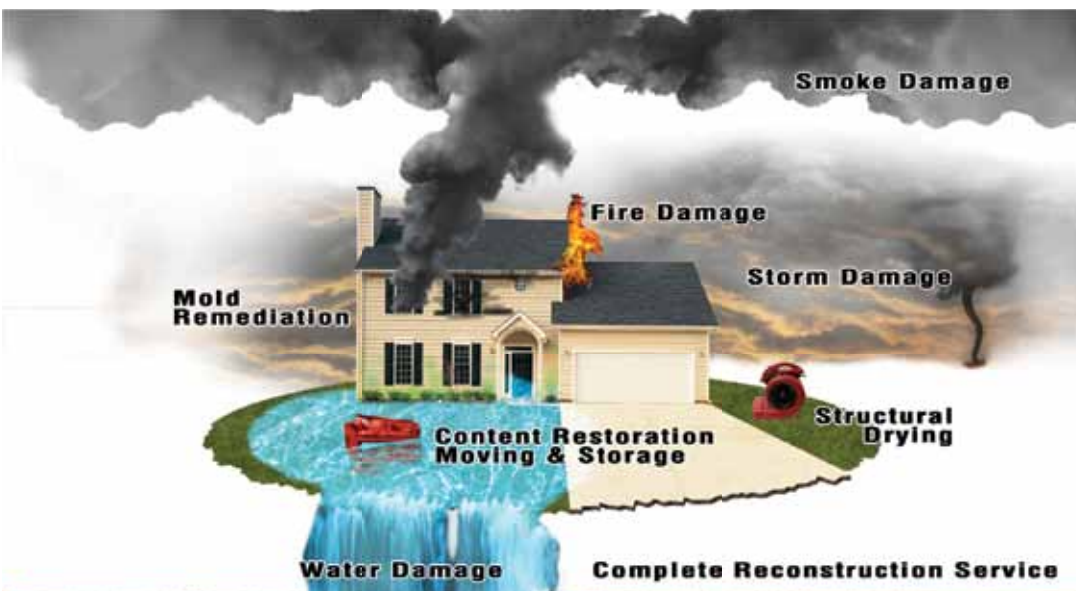 Smoke Damage
Fire Damage
Storm Damage
Mold
Remediation
Structural
Drying
Content Restoration
Moving & Storage
Water Damage
Complete Reconstruction Service